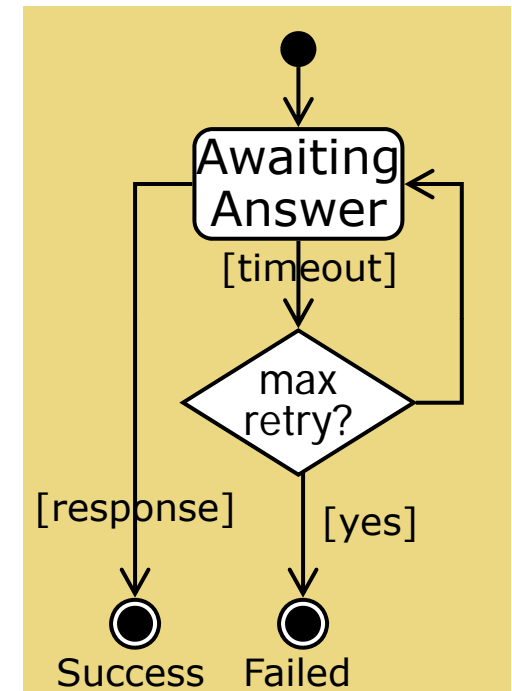 Awaiting
Answer
[timeout]
max
retry?
[response]
[yes]
Success
Failed